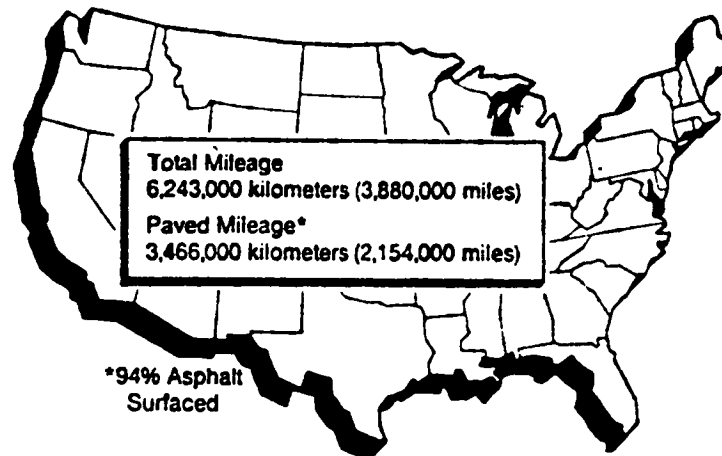 Total Mileage
6,243,000 kilometers (3,880,000 miles)
Paved Mileage*
3,466,000 kilometers (2,154,000 miles)
*94% Asphalt
Surfaced